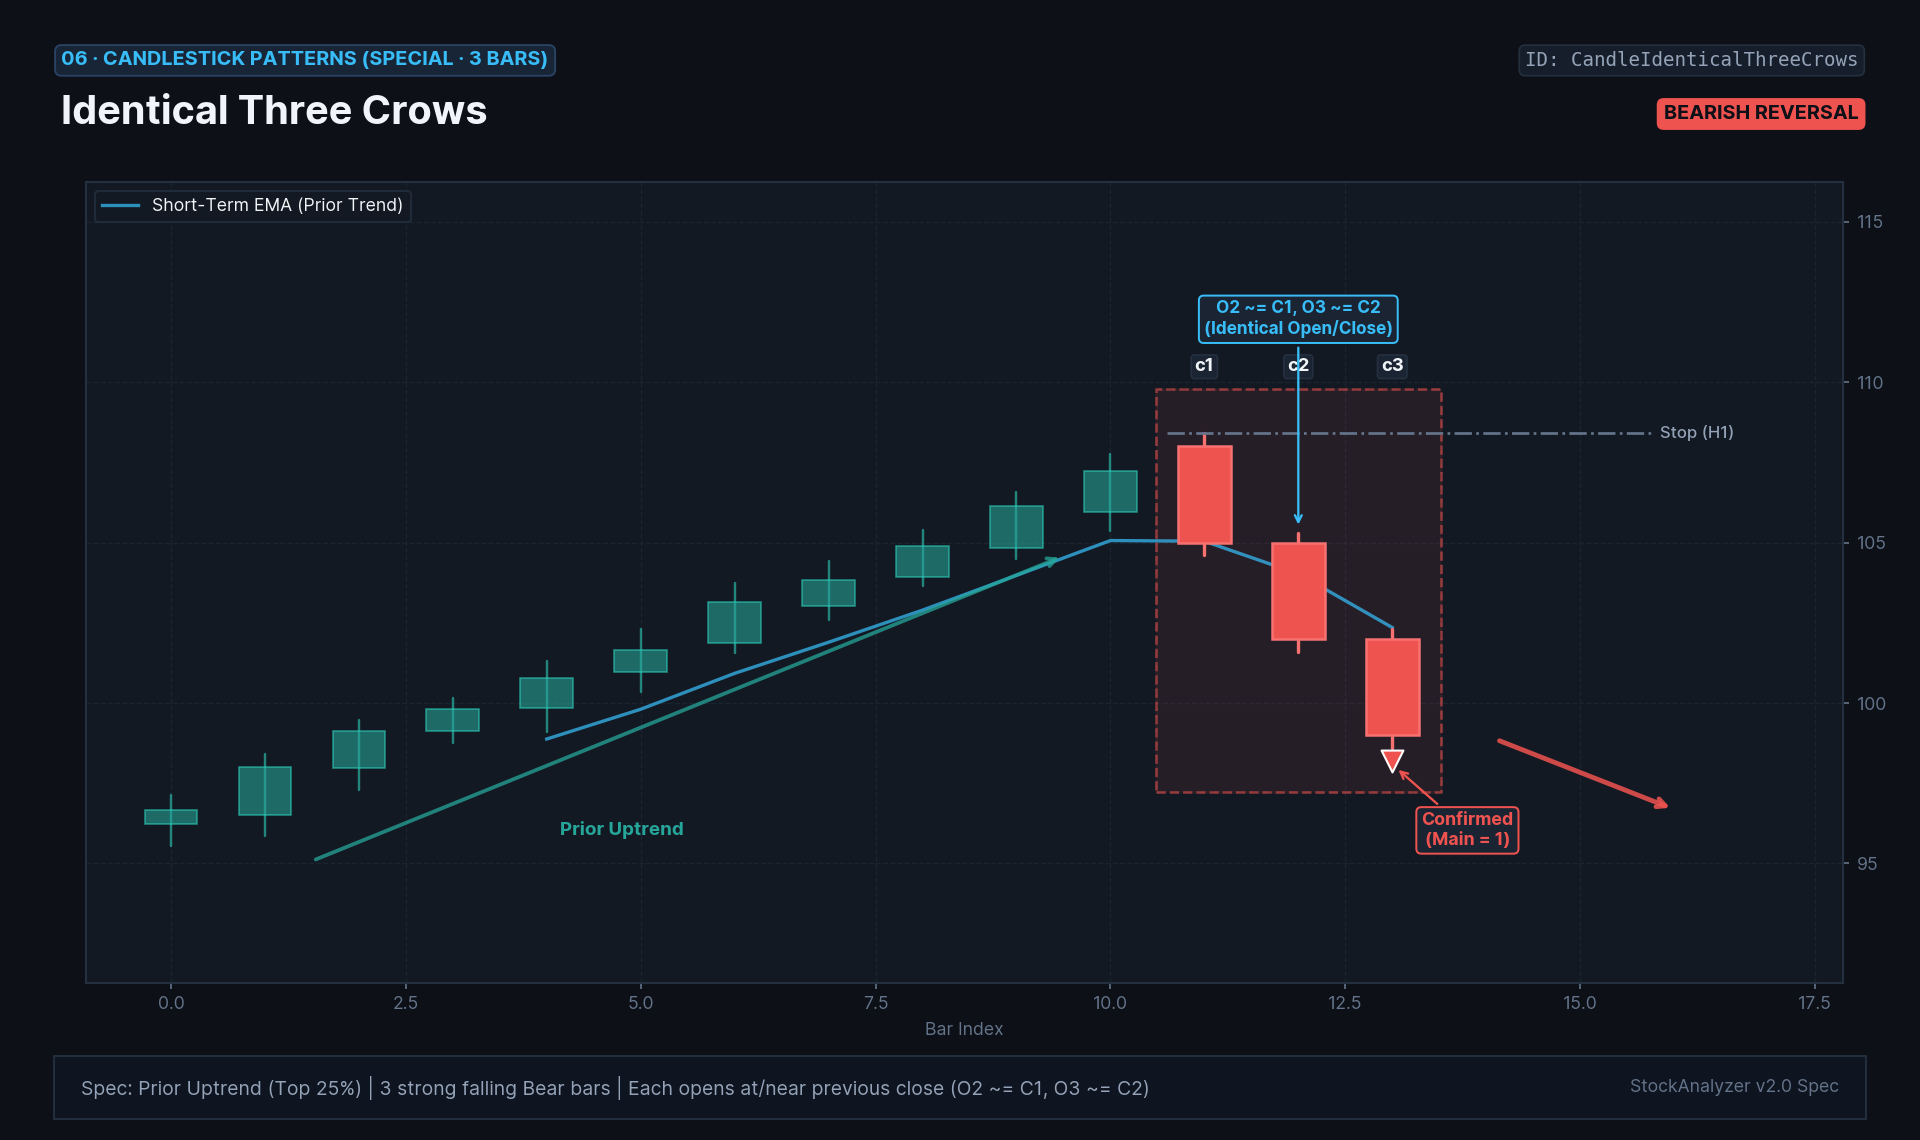 06 · CANDLESTICK PATTERNS (SPECIAL · 3 BARS)
ID: CandleIdenticalThreeCrows
Identical Three Crows
BEARISH REVERSAL
Short-Term EMA (Prior Trend)
115
O2 ~= C1, O3 ~= C2
(Identical Open/Close)
c1
c2
c3
110
Stop (H1)
105
100
Prior Uptrend
Confirmed
(Main = 1)
95
0.0
2.5
5.0
7.5
10.0
12.5
15.0
17.5
Bar Index
Spec: Prior Uptrend (Top 25%) | 3 strong falling Bear bars | Each opens at/near previous close (O2 ~= C1, O3 ~= C2)
StockAnalyzer v2.0 Spec